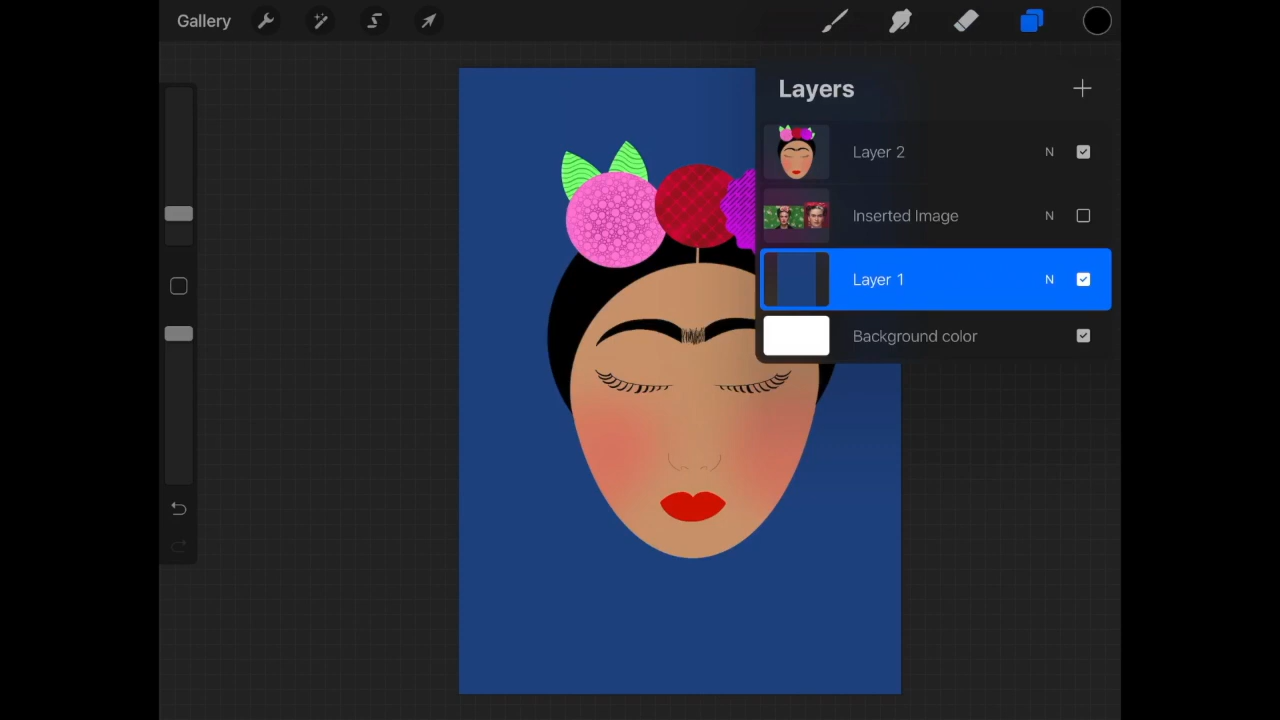 Gallery
Layers
Layer 2 N
Inserted Image N
Layer 1 N
Background color